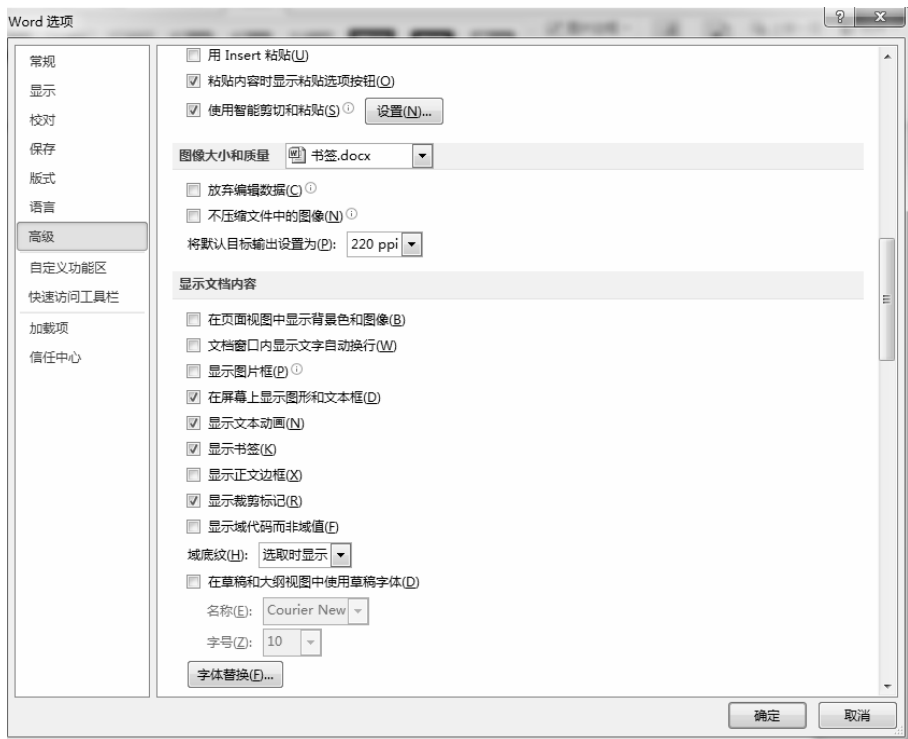 Word 选项
常规
显示
校对
保存
版式
语言
高级
自定义功能区
快速访问工具栏
加载项
信任中心
用 Insert 粘贴(U)
粘贴内容时显示粘贴选项按钮(O)
使用智能剪切和粘贴(S) 设置(N)...
图像大小和质量 书签.docx
放弃编辑数据(C)
不压缩文件中的图像(N)
将默认目标输出设置为(P): 220 ppi
显示文档内容
在页面视图中显示背景色和图像(B)
文档窗口内显示文字自动换行(W)
显示图片框(P)
在屏幕上显示图形和文本框(D)
显示文本动画(N)
显示书签(K)
显示正文边框(X)
显示裁剪标记(R)
显示域代码而非域值(F)
域底纹(H): 选取时显示
在草稿和大纲视图中使用草稿字体(D)
名称(E): Courier New
字号(Z): 10
字体替换(F)...
确定 取消